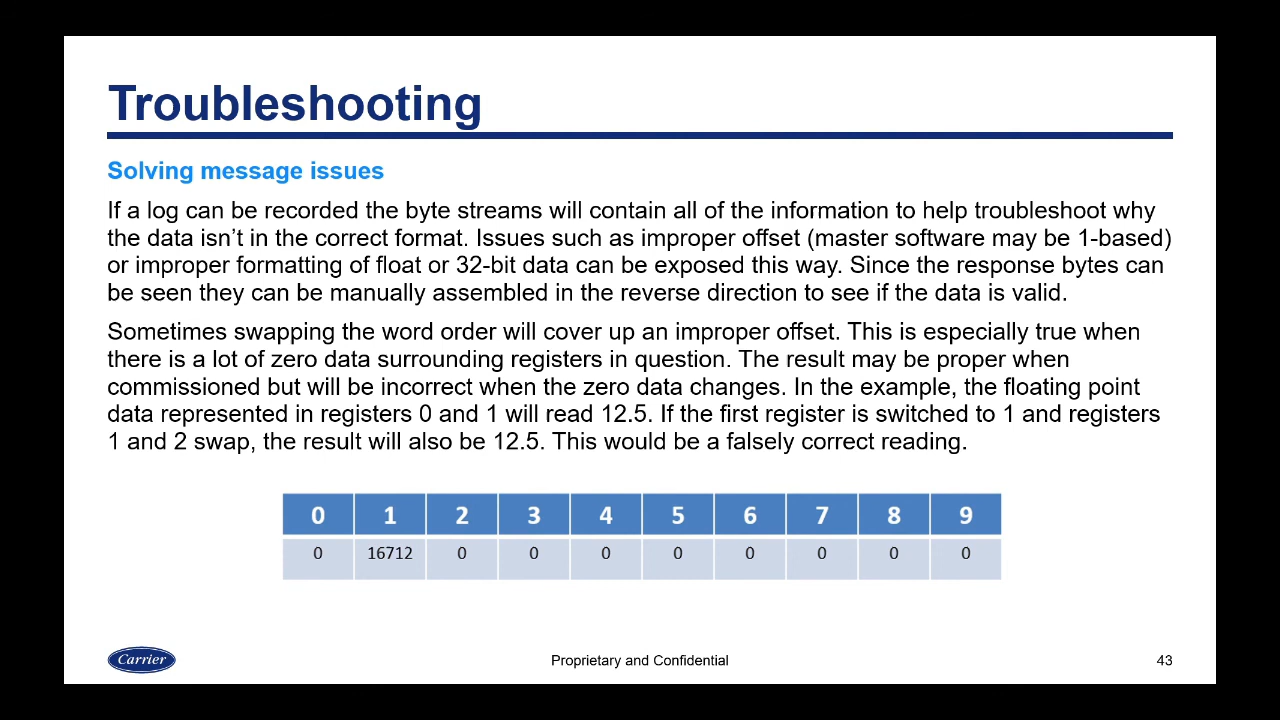 Troubleshooting
Solving message issues
If a log can be recorded the byte streams will contain all of the information to help troubleshoot why
the data isn’t in the correct format. Issues such as improper offset (master software may be 1-based)
or improper formatting of float or 32-bit data can be exposed this way. Since the response bytes can
be seen they can be manually assembled in the reverse direction to see if the data is valid.
Sometimes swapping the word order will cover up an improper offset. This is especially true when
there is a lot of zero data surrounding registers in question. The result may be proper when
commissioned but will be incorrect when the zero data changes. In the example, the floating point
data represented in registers 0 and 1 will read 12.5. If the first register is switched to 1 and registers
1 and 2 swap, the result will also be 12.5. This would be a falsely correct reading.
0 1 2 3 4 5 6 7 8 9
0 16712 0 0 0 0 0 0 0 0
Carrier Proprietary and Confidential 43